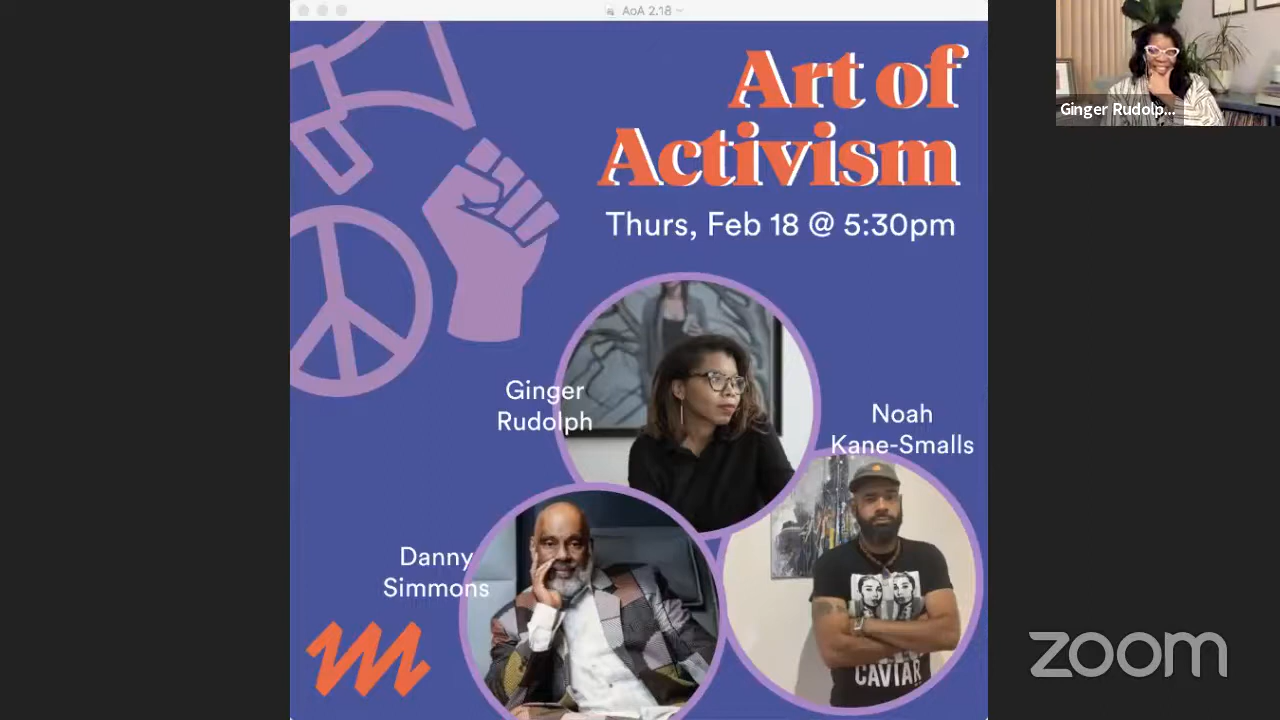 AoA 2.18
Art of
Activism
Thurs, Feb 18 @ 5:30pm
Ginger
Rudolph
Noah
Kane-Smalls
Danny
Simmons
CAVIAR
Ginger Rudolp...
zoom